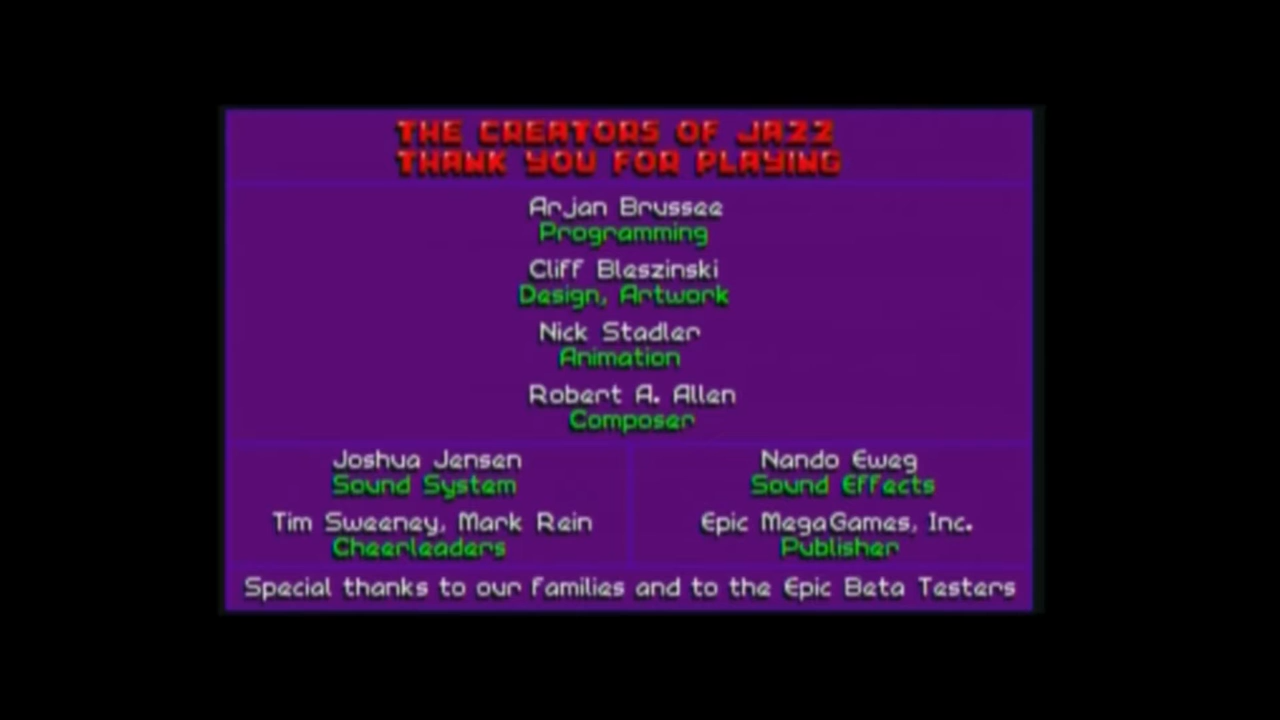 THE CREATORS OF JAZZ
THANK YOU FOR PLAYING
Arjan Brussee
Programming
Cliff Bleszinski
Design, Artwork
Nick Stadler
Animation
Robert A. Allen
Composer
Joshua Jensen
Sound System
Nando Eweg
Sound Effects
Tim Sweeney, Mark Rein
Cheerleaders
Epic MegaGames, Inc.
Publisher
Special thanks to our families and to the Epic Beta Testers